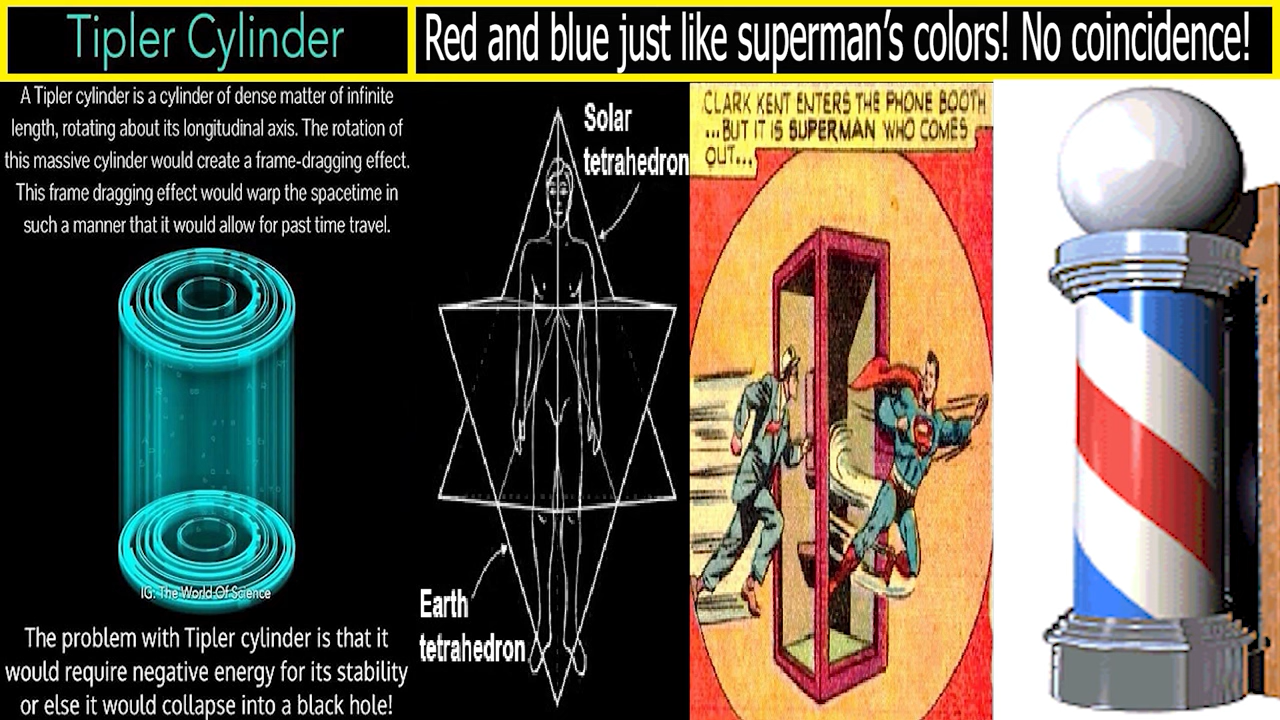 Tipler Cylinder
Red and blue just like superman's colors! No coincidence!
A Tipler cylinder is a cylinder of dense matter of infinite
length, rotating about its longitudinal axis. The rotation of
this massive cylinder would create a frame-dragging effect.
This frame dragging effect would warp the spacetime in
such a manner that it would allow for past time travel.
IG: The World Of Science
The problem with Tipler cylinder is that it
would require negative energy for its stability
or else it would collapse into a black hole!
Solar
tetrahedron
Earth
tetrahedron
CLARK KENT ENTERS THE PHONE BOOTH
...BUT IT IS SUPERMAN WHO COMES
OUT...